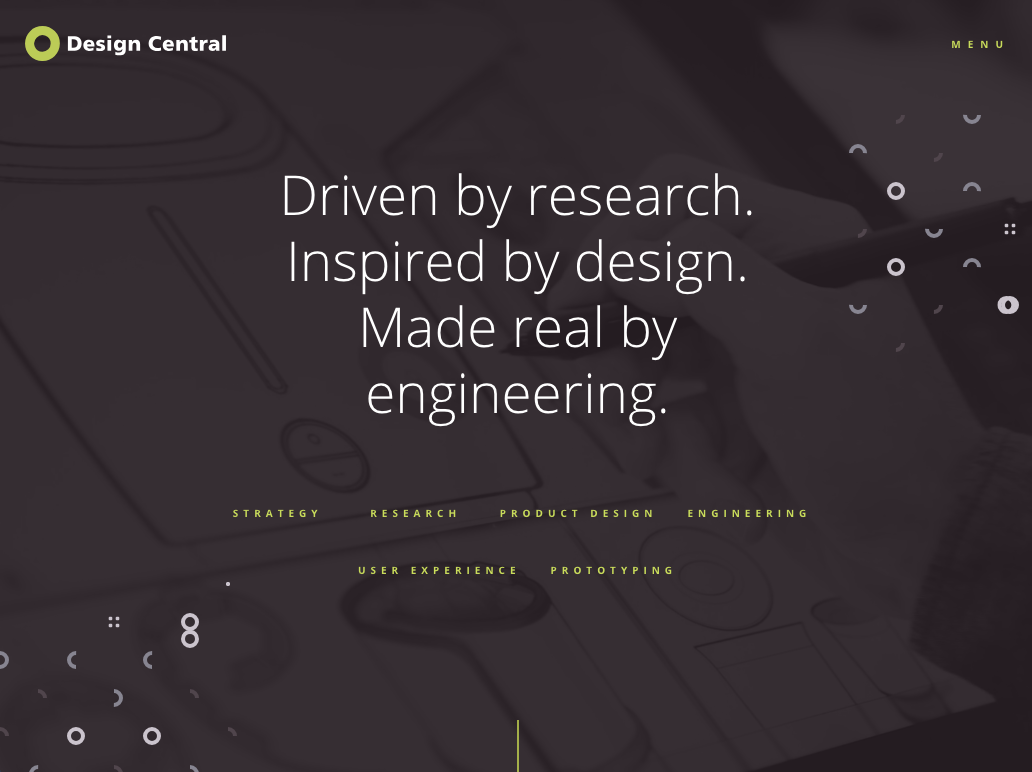 Design Central
MENU
Driven by research.
Inspired by design.
Made real by
engineering.
STRATEGY RESEARCH PRODUCT DESIGN ENGINEERING
USER EXPERIENCE PROTOTYPING